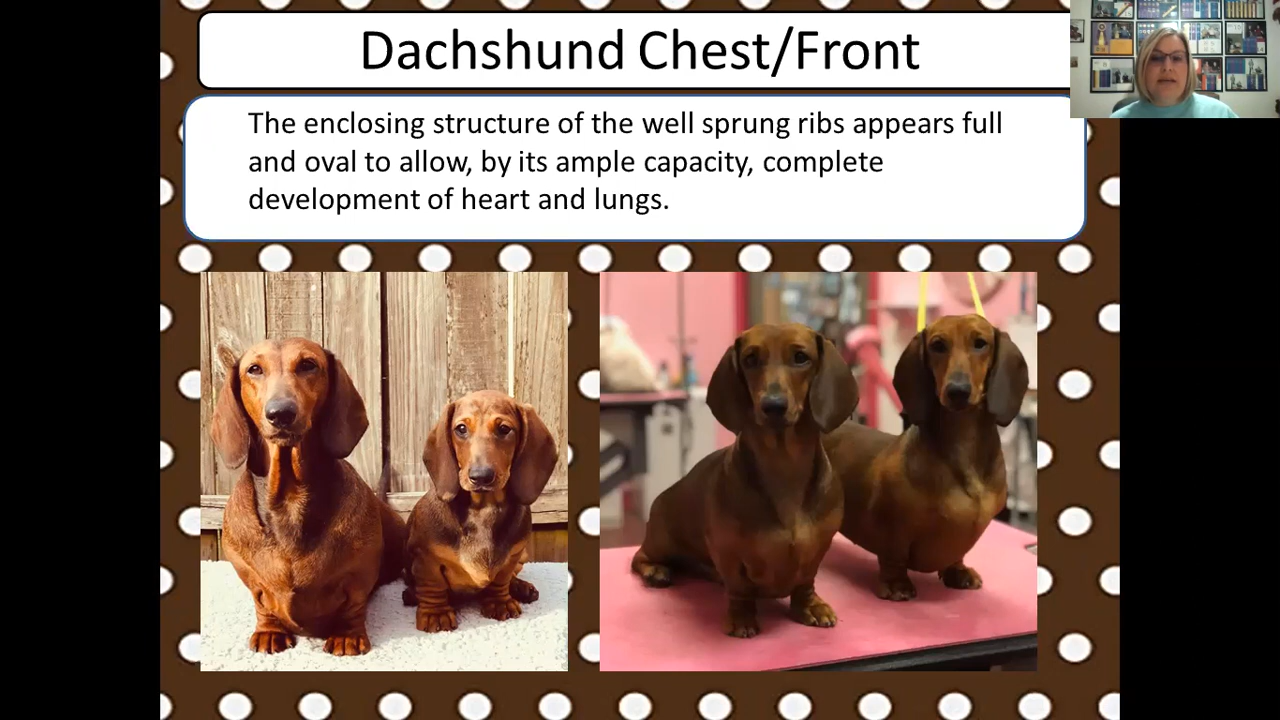 Dachshund Chest/Front
The enclosing structure of the well sprung ribs appears full
and oval to allow, by its ample capacity, complete
development of heart and lungs.